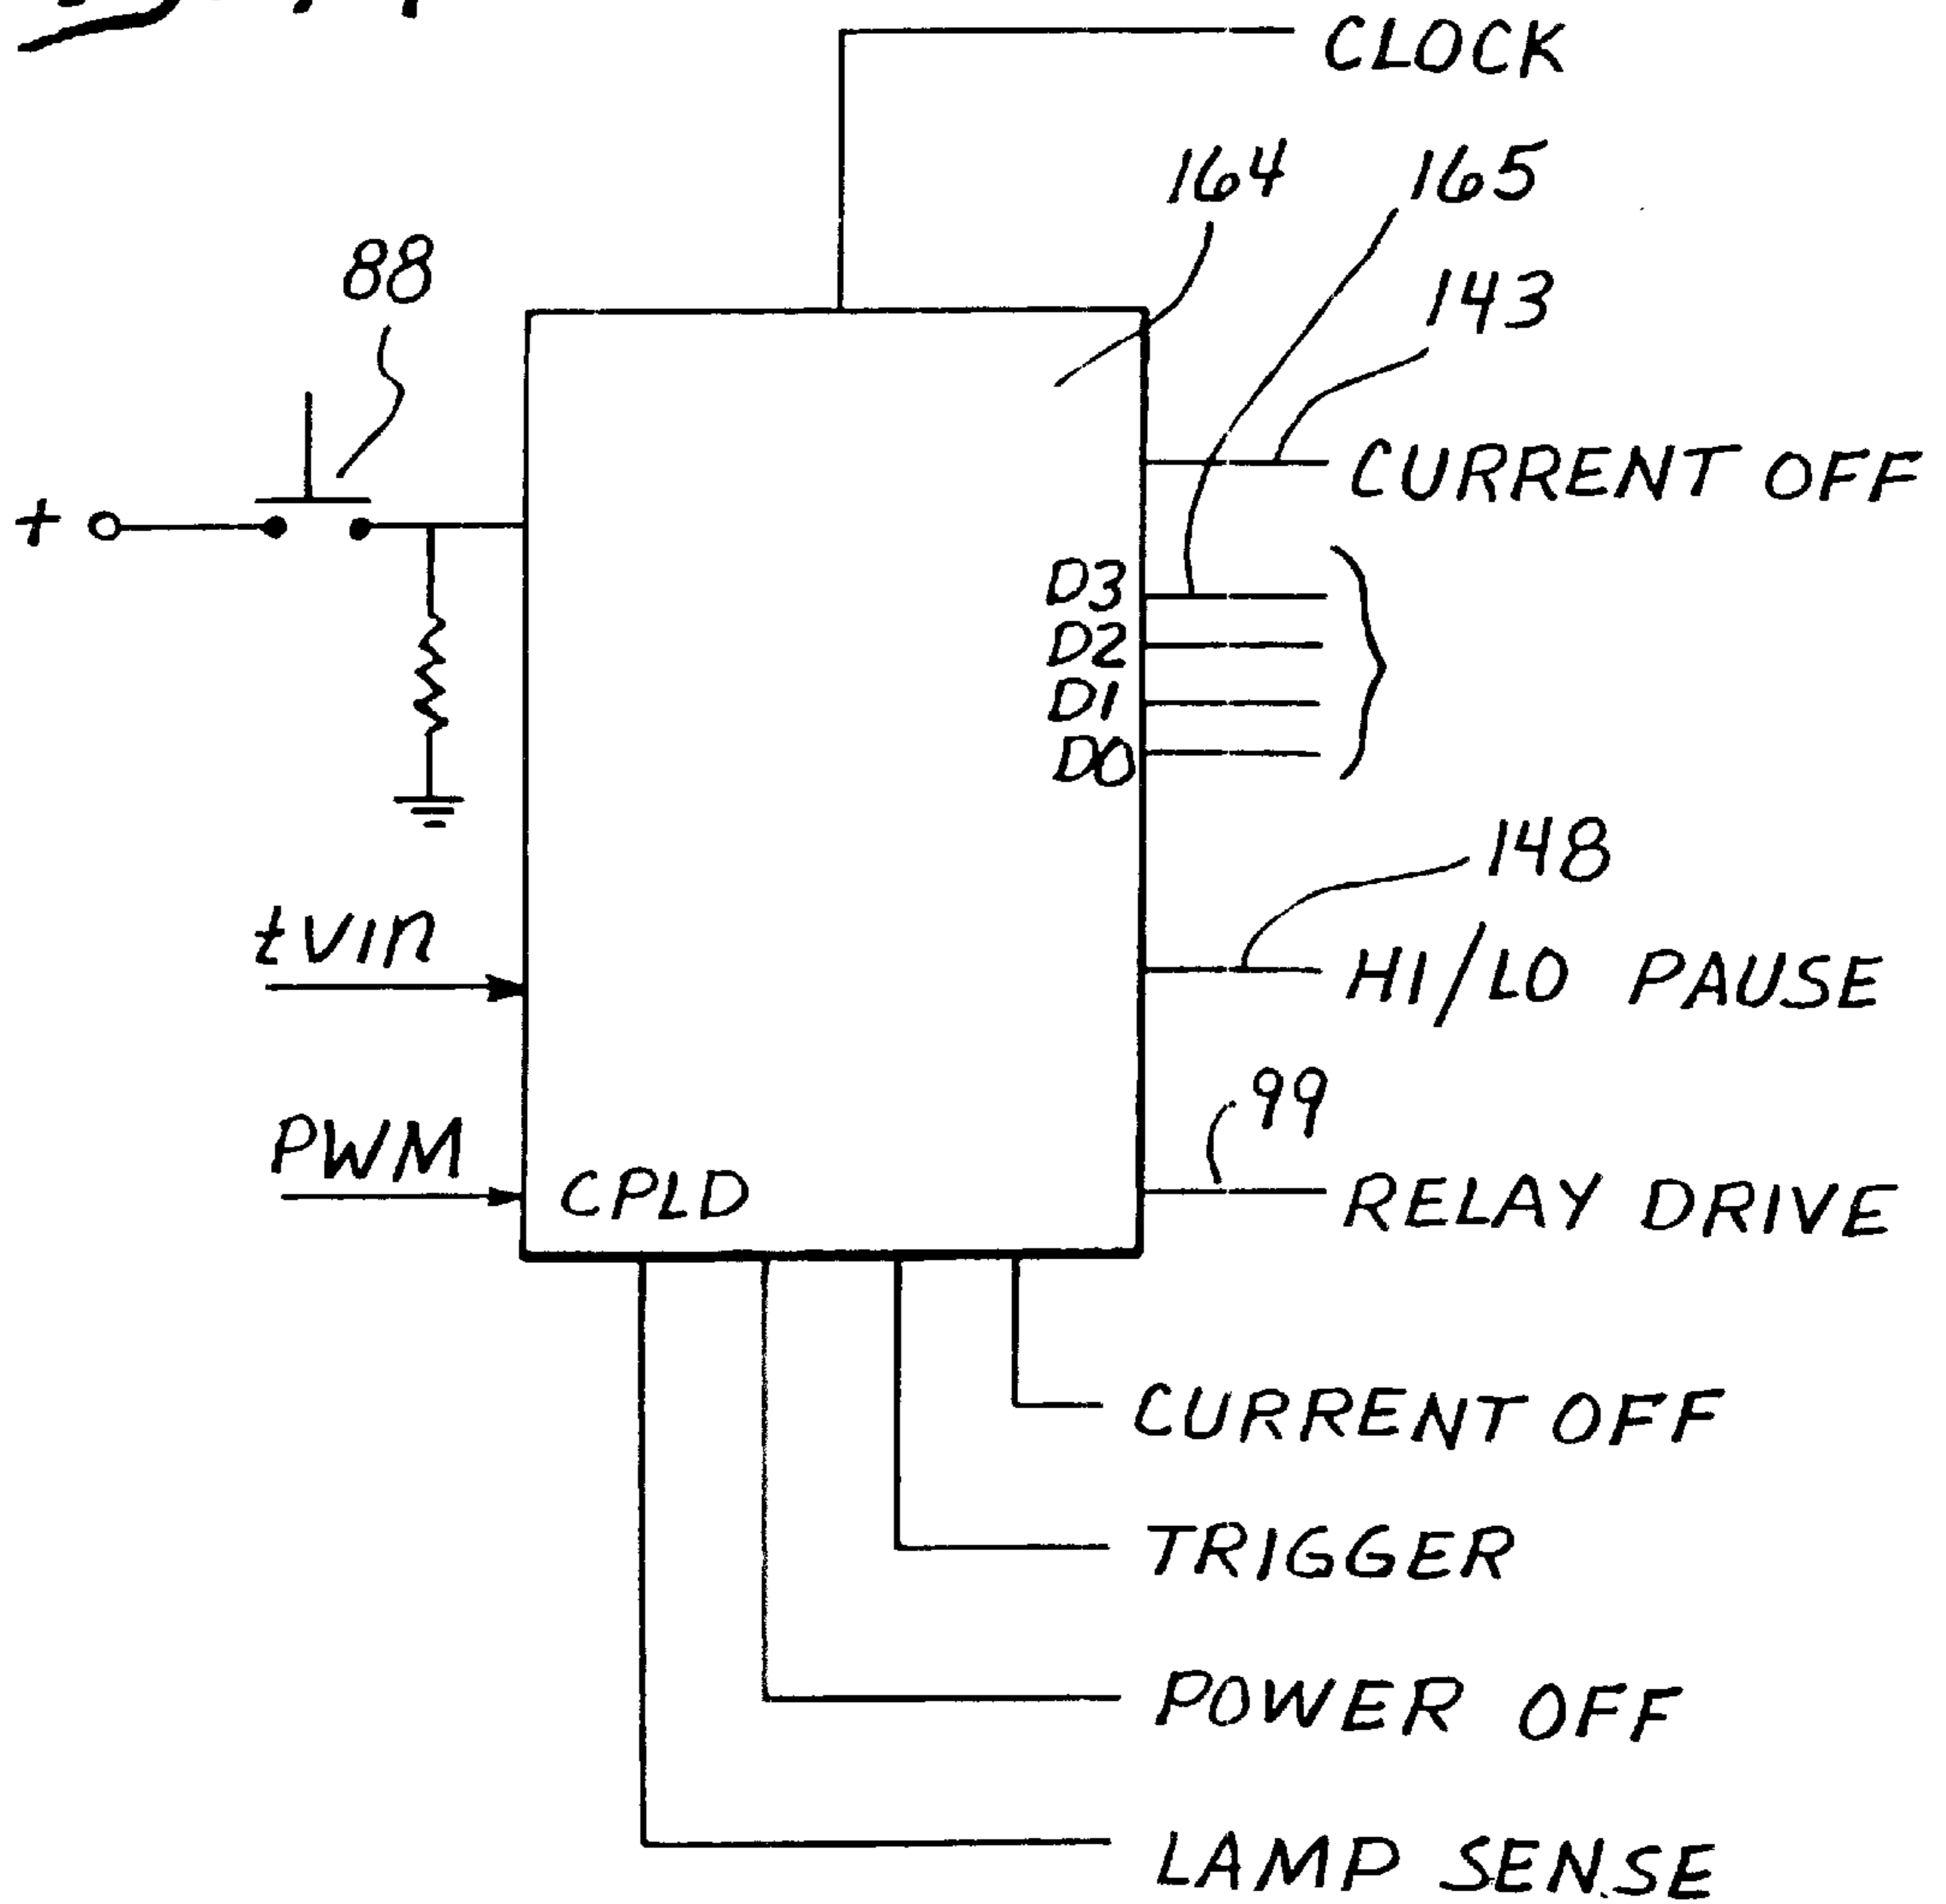 CLOCK
164 165
88
143
+
CURRENT OFF
D3
D2
D1
D0
148
tVIn
HI/LO PAUSE
99
PWM
CPLD
RELAY DRIVE
CURRENT OFF
TRIGGER
POWER OFF
LAMP SENSE